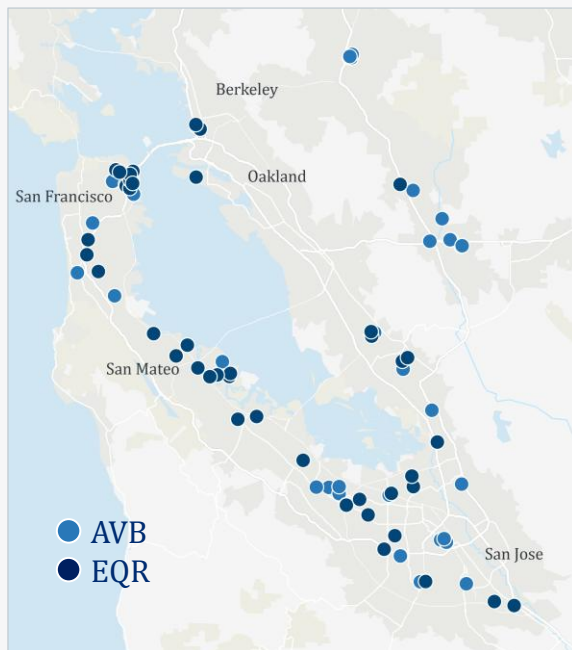 Berkeley
Oakland
San Francisco
San Mateo
AVB
San Jose
EQR